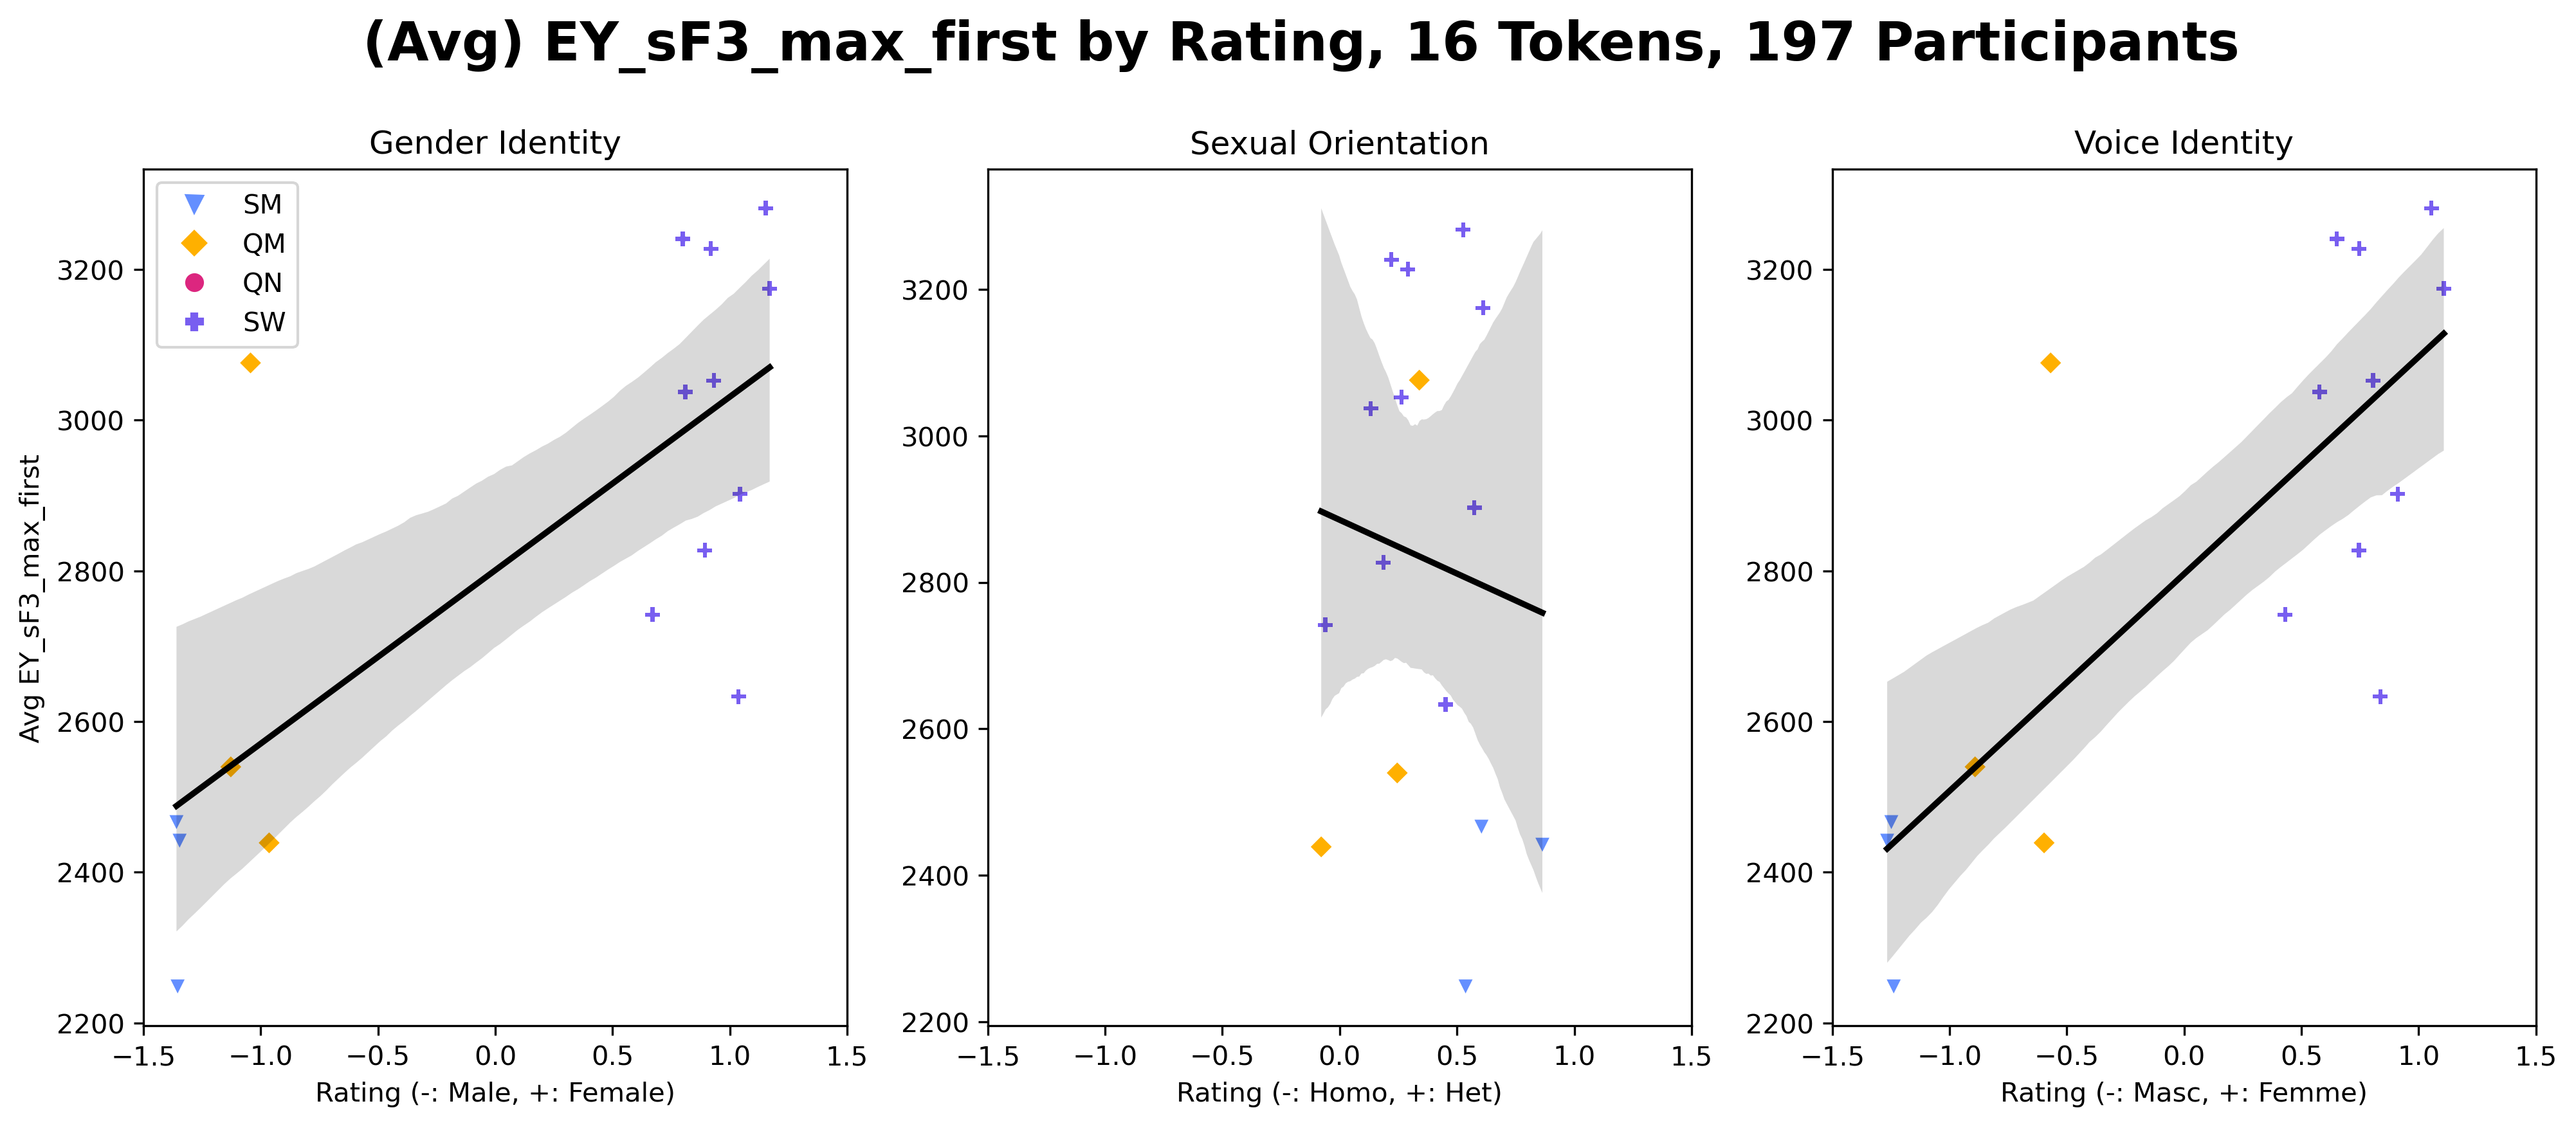 (Avg) EY_sF3_max_first by Rating, 16 Tokens, 197 Participants
Gender Identity
Avg EY_sF3_max_first
3200
3000
2800
2600
2400
2200
SM
QM
QN
SW
−1.5 −1.0 −0.5 0.0 0.5 1.0 1.5
Rating (-: Male, +: Female)
Sexual Orientation
3200
3000
2800
2600
2400
2200
−1.5 −1.0 −0.5 0.0 0.5 1.0 1.5
Rating (-: Homo, +: Het)
Voice Identity
3200
3000
2800
2600
2400
2200
−1.5 −1.0 −0.5 0.0 0.5 1.0 1.5
Rating (-: Masc, +: Femme)